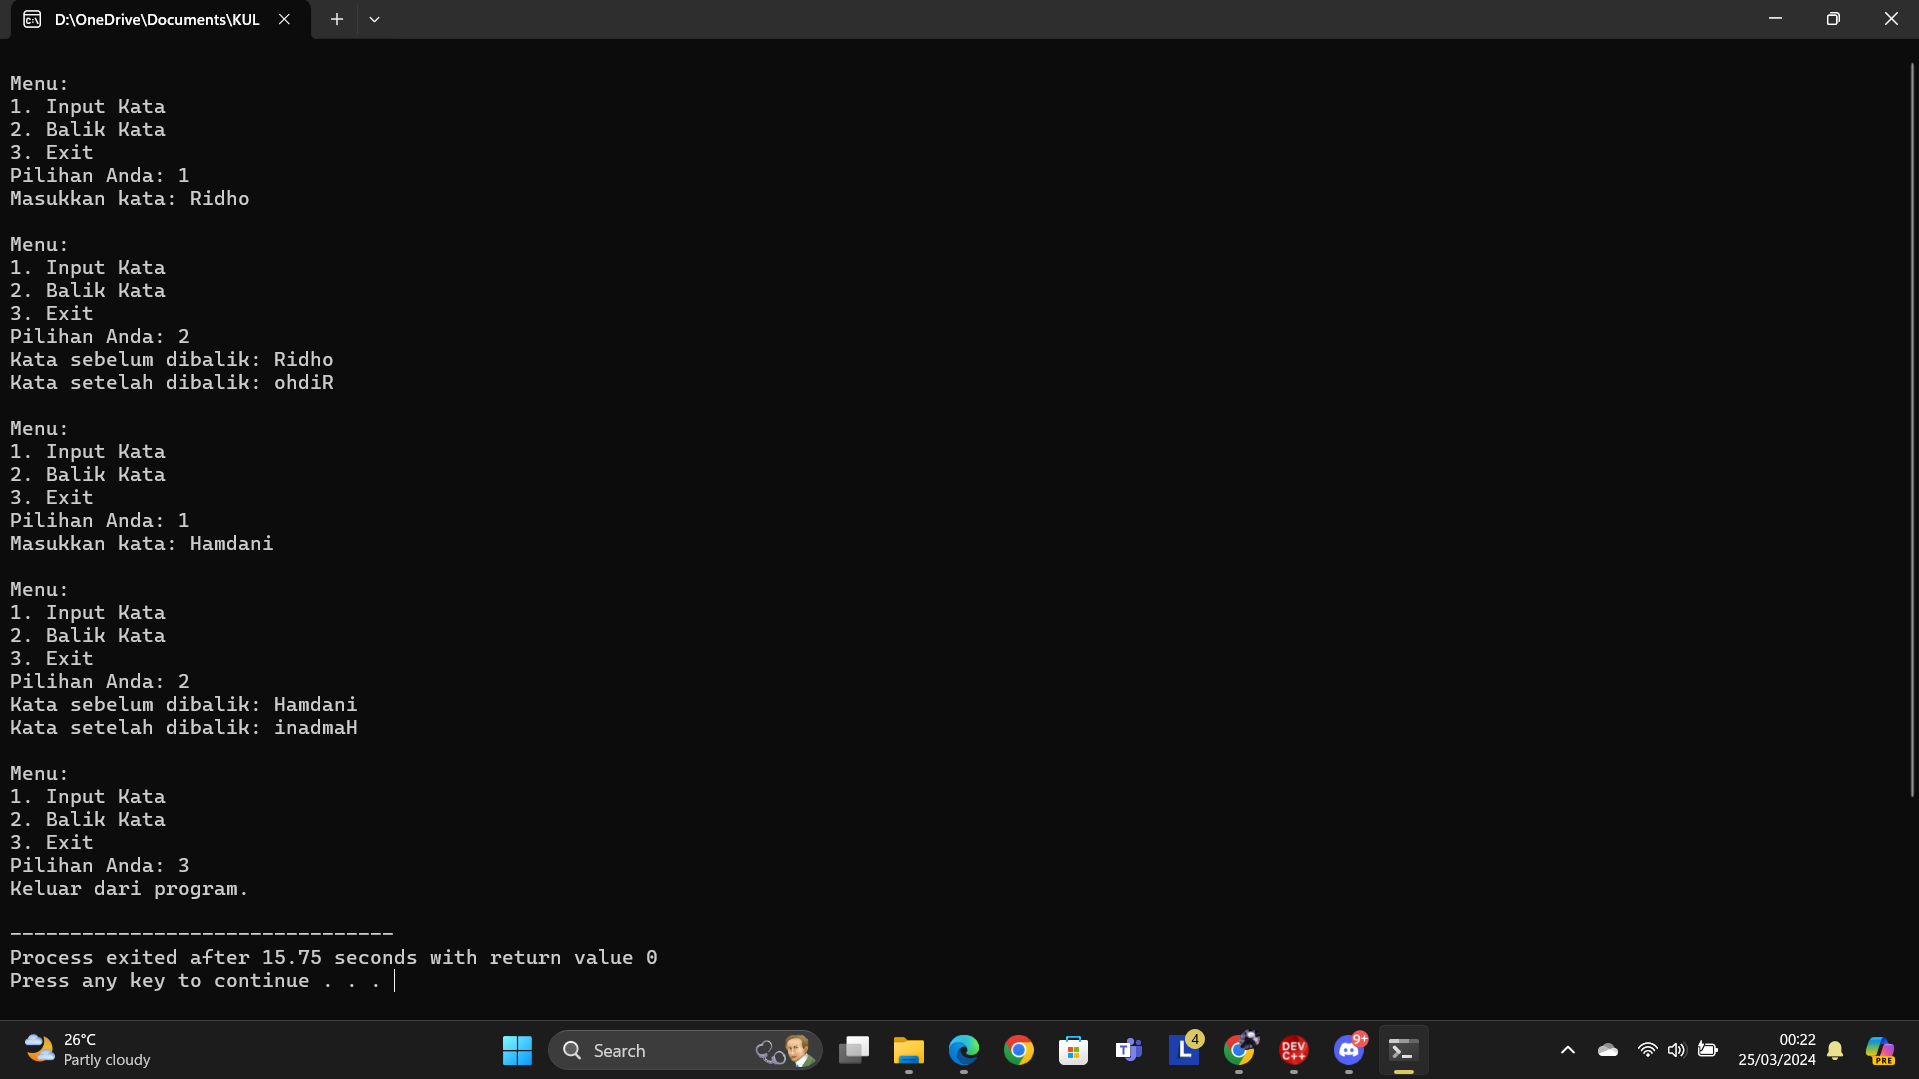 D:\OneDrive\Documents\KUL
Menu:
1. Input Kata
2. Balik Kata
3. Exit
Pilihan Anda: 1
Masukkan kata: Ridho
Menu:
1. Input Kata
2. Balik Kata
3. Exit
Pilihan Anda: 2
Kata sebelum dibalik: Ridho
Kata setelah dibalik: ohdiR
Menu:
1. Input Kata
2. Balik Kata
3. Exit
Pilihan Anda: 1
Masukkan kata: Hamdani
Menu:
1. Input Kata
2. Balik Kata
3. Exit
Pilihan Anda: 2
Kata sebelum dibalik: Hamdani
Kata setelah dibalik: inadmaH
Menu:
1. Input Kata
2. Balik Kata
3. Exit
Pilihan Anda: 3
Keluar dari program.
--------------------------------
Process exited after 15.75 seconds with return value 0
Press any key to continue . . .
26°C
Partly cloudy
Search
T
L
4
DEV
C++
9+
00:22
25/03/2024
PRE